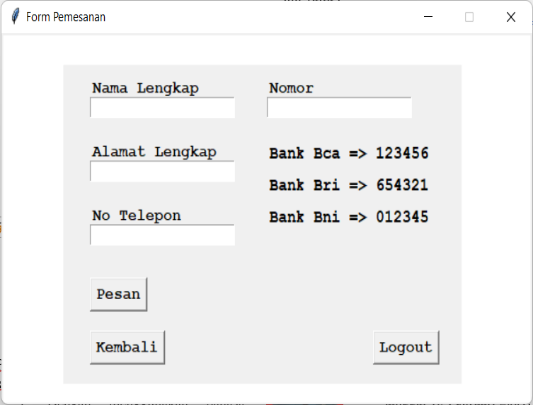 Form Pemesanan
Nama Lengkap
Nomor
Alamat Lengkap
Bank Bca => 123456
Bank Bri => 654321
No Telepon
Bank Bni => 012345
Pesan
Kembali
Logout